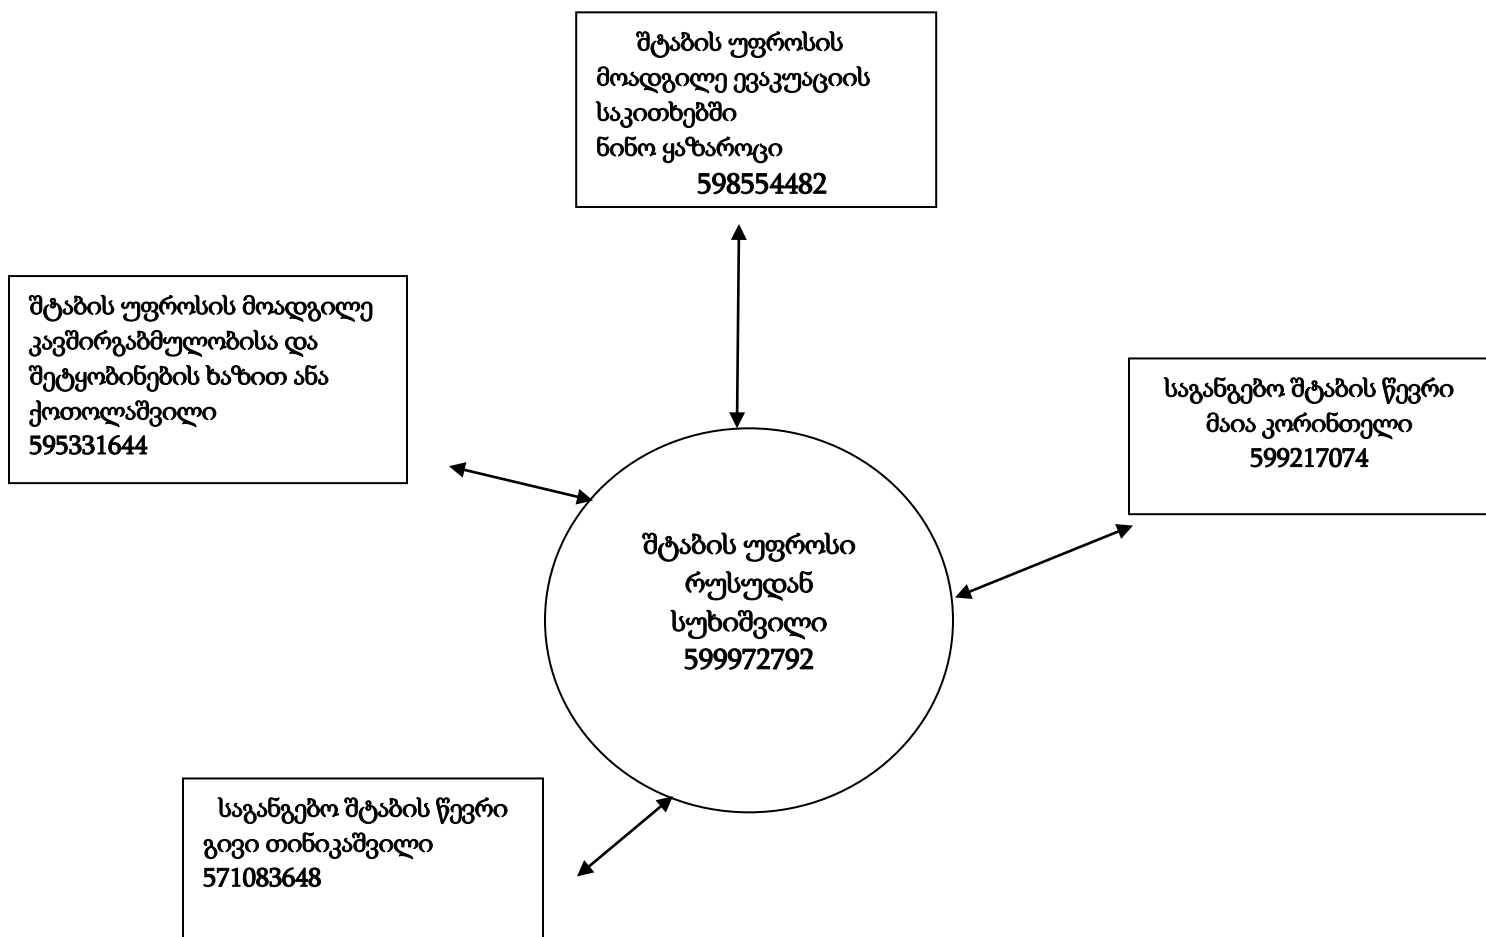 შტაბის უფროსის
მოადგილე ევაკუაციის
საკითხებში
ნინო ყაზაროცი
598554482
შტაბის უფროსის მოადგილე
კავშირგაბმულობისა და
შეტყობინების ხაზით ანა
ქოთოლაშვილი
595331644
საგანგებო შტაბის წევრი
მაია კორინთელი
599217074
შტაბის უფროსი
რუსუდან
სუხიშვილი
599972792
საგანგებო შტაბის წევრი
გივი თინიკაშვილი
571083648